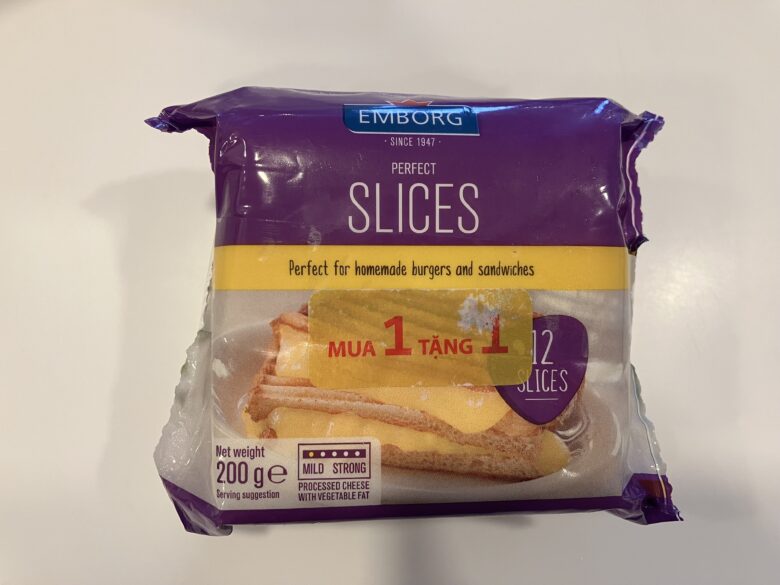 EMBORG
· SINCE 1947 ·
PERFECT
SLICES
Perfect for homemade burgers and sandwiches
MUA 1 TẶNG 1
12
SLICES
Net weight
200 g e
Serving suggestion
MILD STRONG
PROCESSED CHEESE
WITH VEGETABLE FAT